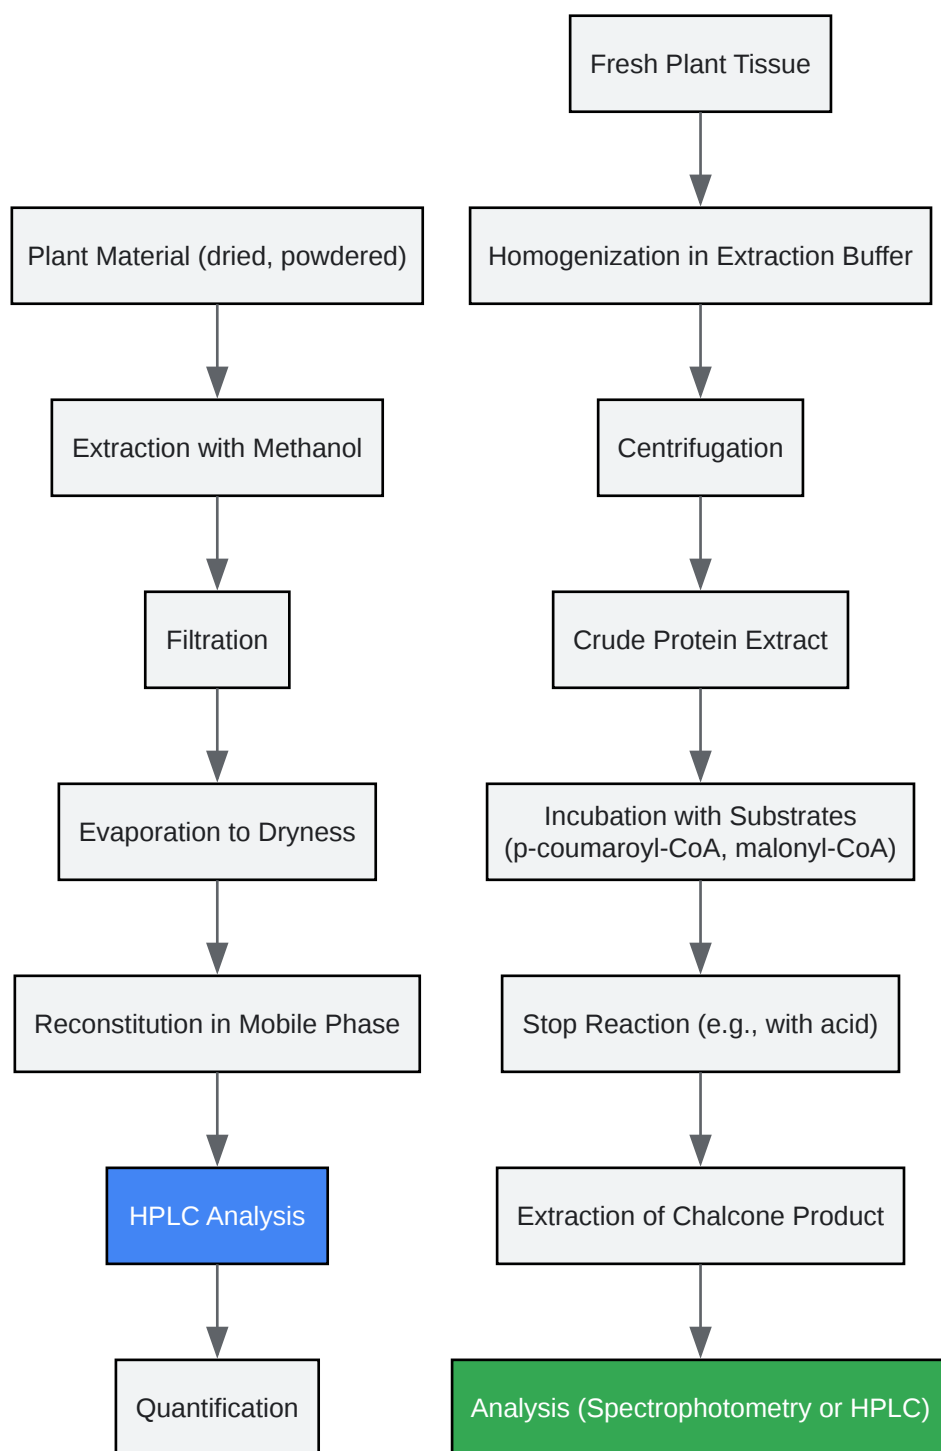 Plant Material (dried, powdered)
Extraction with Methanol
Filtration
Evaporation to Dryness
Reconstitution in Mobile Phase
HPLC Analysis
Quantification
Fresh Plant Tissue
Homogenization in Extraction Buffer
Centrifugation
Crude Protein Extract
Incubation with Substrates
(p-coumaroyl-CoA, malonyl-CoA)
Stop Reaction (e.g., with acid)
Extraction of Chalcone Product
Analysis (Spectrophotometry or HPLC)